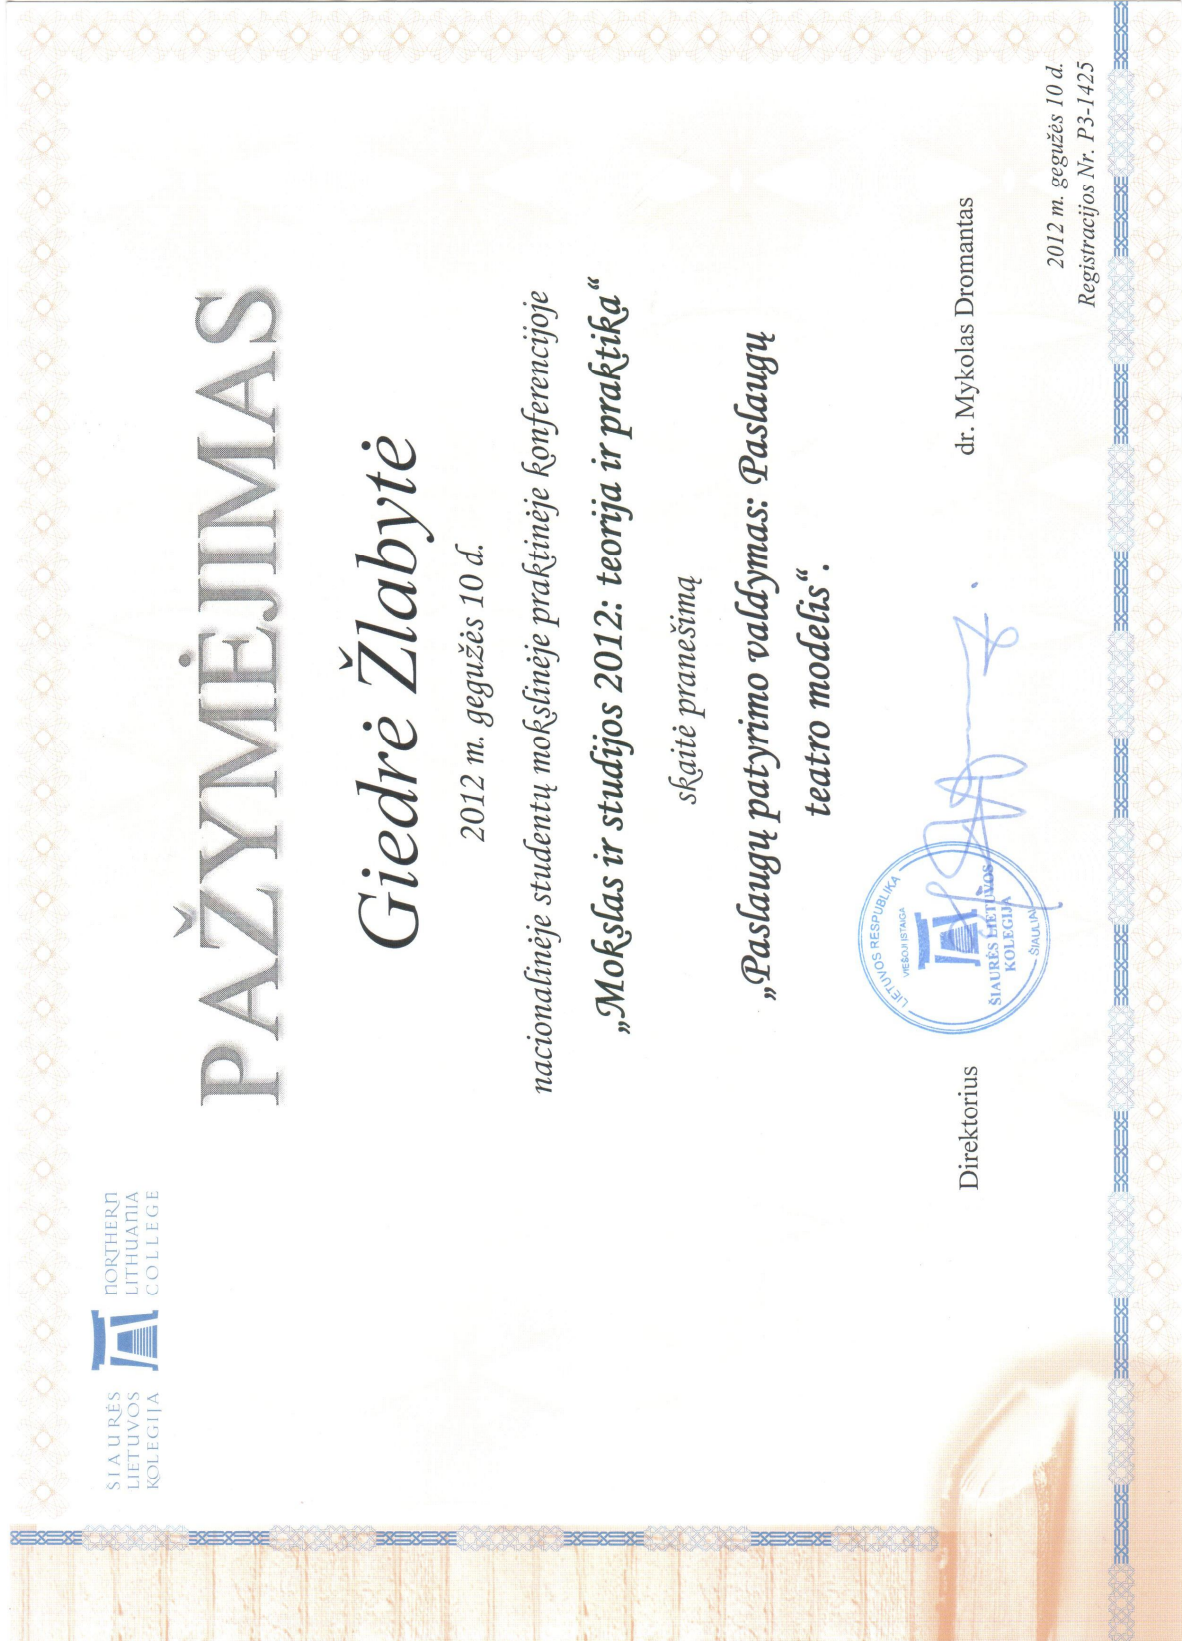 ŠIAURĖS
LIETUVOS
KOLEGIJA
NORTHERN
LITHUANIA
COLLEGE
PAŽYMĖJIMAS
Giedrė Žlabytė
2012 m. gegužės 10 d.
nacionalinėje studentų mokslinėje praktinėje konferencijoje
„Mokslas ir studijos 2012: teorija ir praktika“
skaitė pranešimą
„Paslaugų patyrimo valdymas: Paslaugų
teatro modelis“.
Direktorius
LIETUVOS RESPUBLIKA
VIEŠOJI ĮSTAIGA
ŠIAURĖS LIETUVOS
KOLEGIJA
ŠIAULIAI
dr. Mykolas Dromantas
2012 m. gegužės 10 d.
Registracijos Nr. P3-1425